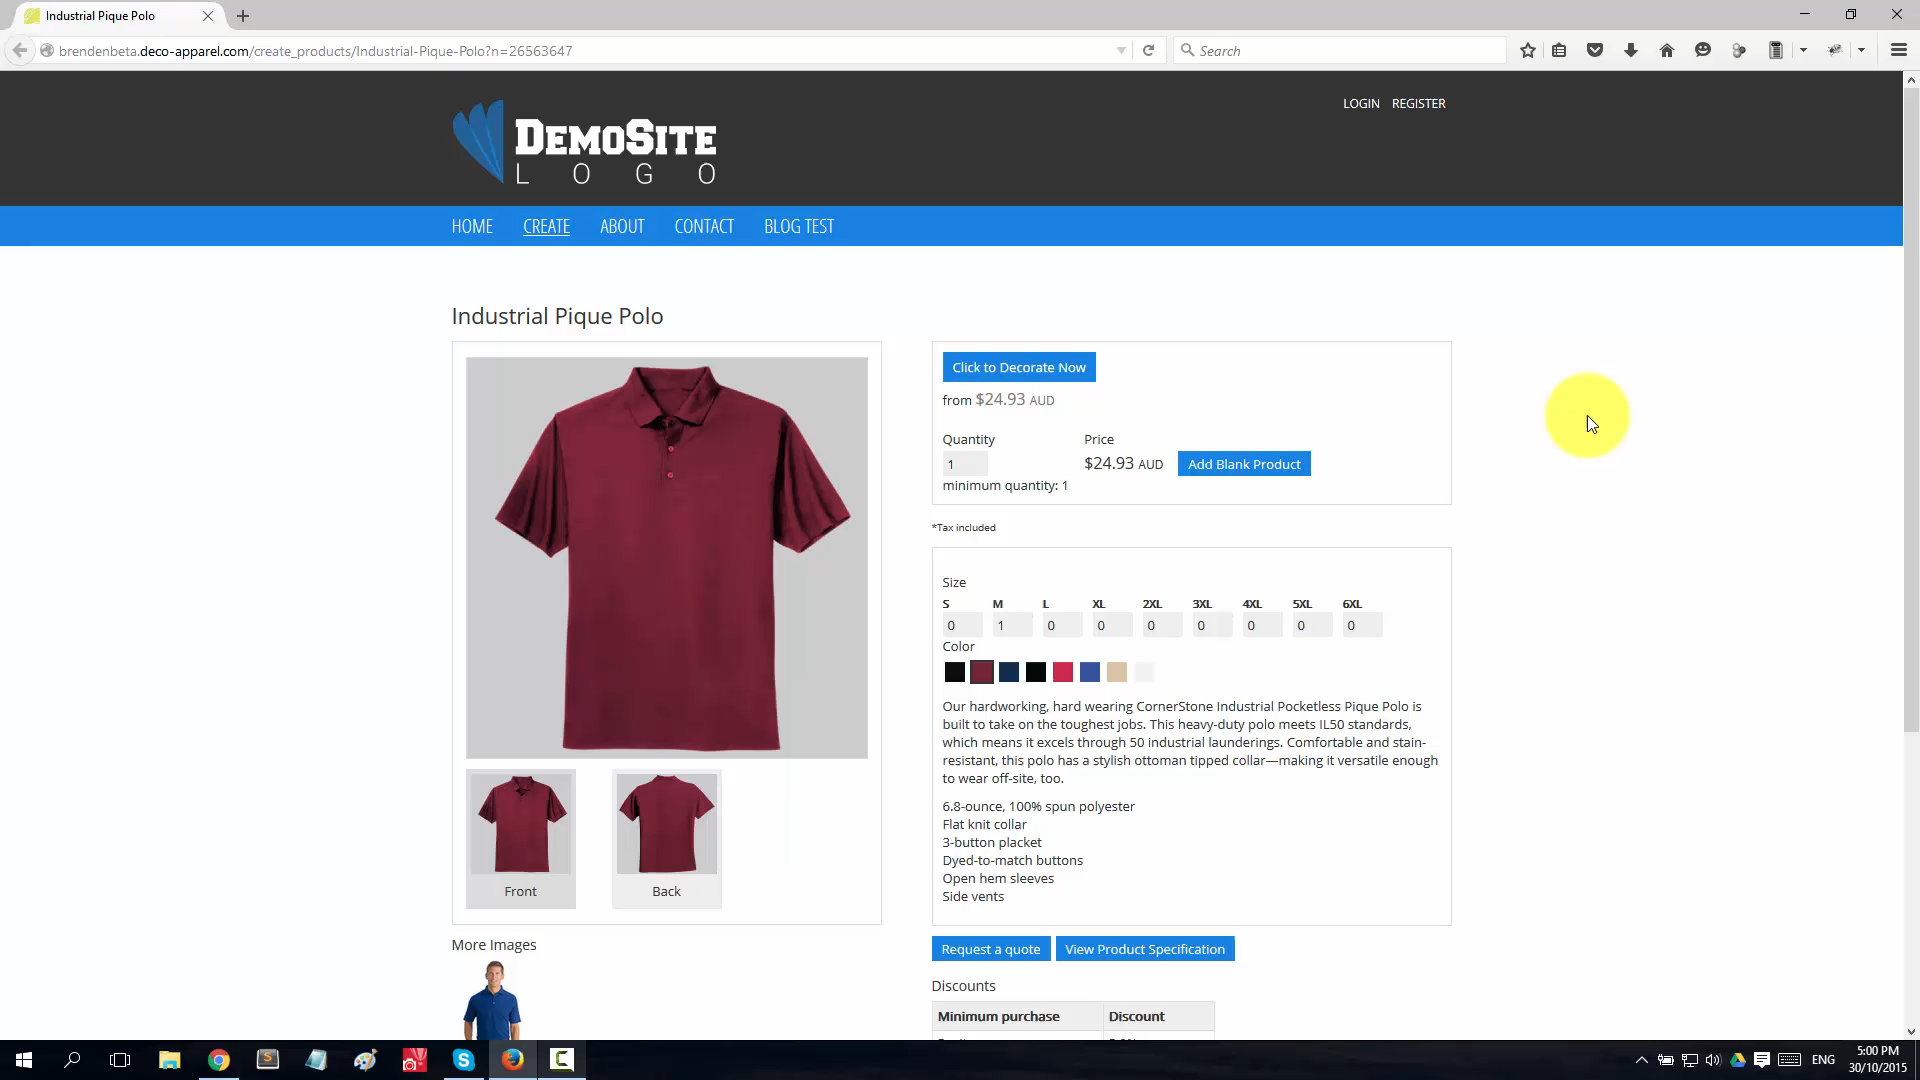 Industrial Pique Polo
brendenbeta.deco-apparel.com/create_products/Industrial-Pique-Polo?n=26563647
Search
LOGIN REGISTER
DEMOSITE
LOGO
HOME CREATE ABOUT CONTACT BLOG TEST
Industrial Pique Polo
Click to Decorate Now
from $24.93 AUD
Quantity Price
1 $24.93 AUD Add Blank Product
minimum quantity: 1
*Tax included
Size
S M L XL 2XL 3XL 4XL 5XL 6XL
0 1 0 0 0 0 0 0 0
Color
Our hardworking, hard wearing CornerStone Industrial Pocketless Pique Polo is
built to take on the toughest jobs. This heavy-duty polo meets IL50 standards,
which means it excels through 50 industrial launderings. Comfortable and stain-
resistant, this polo has a stylish ottoman tipped collar—making it versatile enough
to wear off-site, too.
6.8-ounce, 100% spun polyester
Flat knit collar
3-button placket
Dyed-to-match buttons
Open hem sleeves
Side vents
Front Back
More Images
Request a quote View Product Specification
Discounts
Minimum purchase Discount
ENG
5:00 PM
30/10/2015